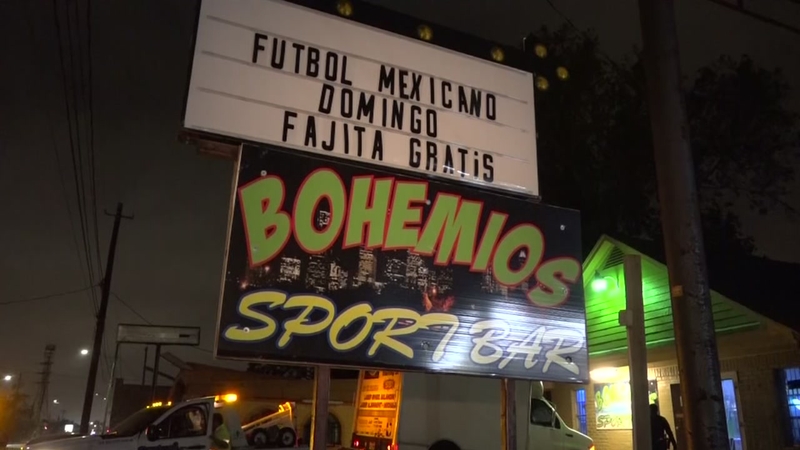 FUTBOL MEXICANO
DOMINGO
FAJITA GRATiS
BOHEMIOS
SPORT BAR